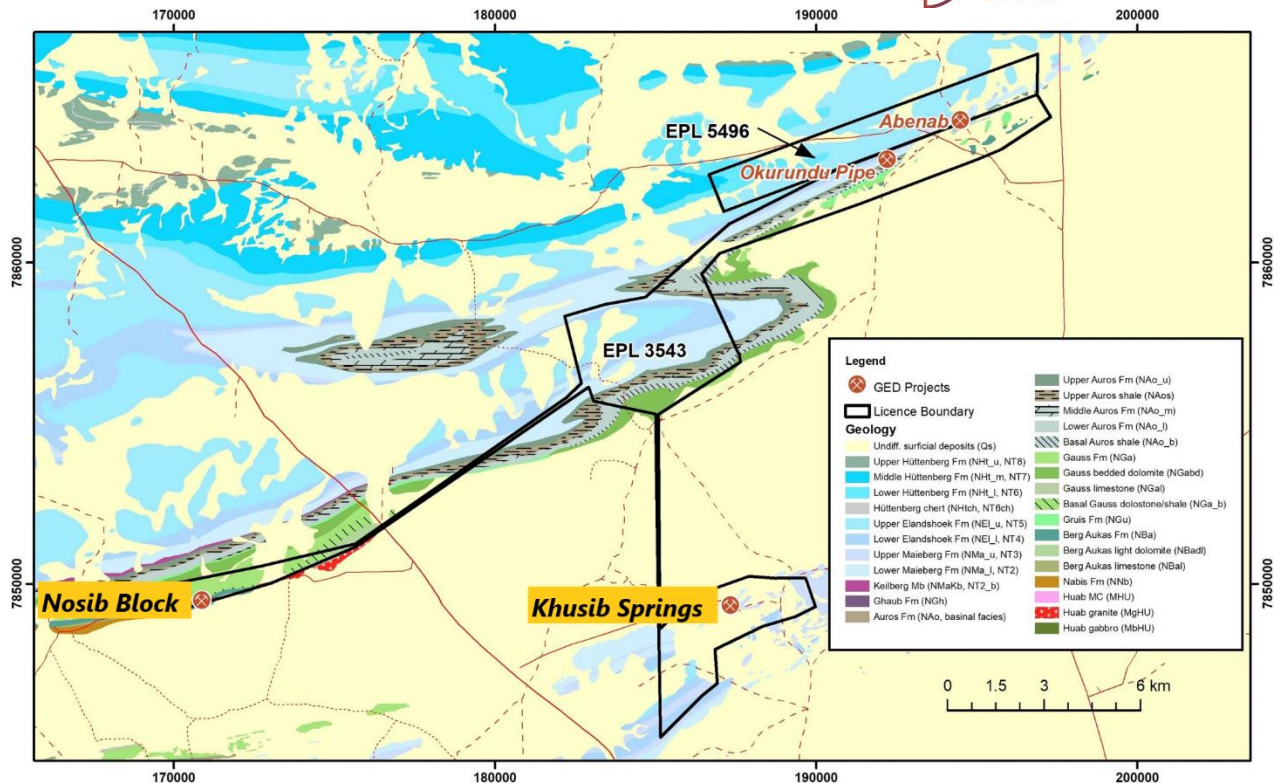 170000
180000
190000
200000
7860000
7860000
7850000
7850000
Abenab
EPL 5496
Okurundu Pipe
EPL 3543
Nosib Block
Khusib Springs
Legend
GED Projects
Licence Boundary
Geology
Undiff. surficial deposits (Qs)
Upper Hüttenberg Fm (NHt_u, NT8)
Middle Hüttenberg Fm (NHt_m, NT7)
Lower Hüttenberg Fm (NHt_l, NT6)
Hüttenberg chert (NHtch, NT6ch)
Upper Elandshoek Fm (NEl_u, NT5)
Lower Elandshoek Fm (NEl_l, NT4)
Upper Maieberg Fm (NMa_u, NT3)
Lower Maieberg Fm (NMa_l, NT2)
Keilberg Mb (NMaKb, NT2_b)
Ghaub Fm (NGh)
Auros Fm (NAo, basinal facies)
Upper Auros Fm (NAo_u)
Upper Auros shale (NAos)
Middle Auros Fm (NAo_m)
Lower Auros Fm (NAo_l)
Basal Auros shale (NAo_b)
Gauss Fm (NGa)
Gauss bedded dolomite (NGabd)
Gauss limestone (NGal)
Basal Gauss dolostone/shale (NGa_b)
Gruis Fm (NGu)
Berg Aukas Fm (NBa)
Berg Aukas light dolomite (NBadl)
Berg Aukas limestone (NBal)
Nabis Fm (NNb)
Huab MC (MHU)
Huab granite (MgHU)
Huab gabbro (MbHU)
0 1.5 3 6 km
170000
180000
190000
200000